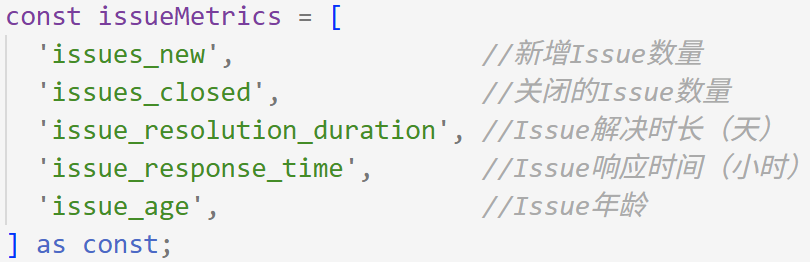 const issueMetrics = [
'issues_new', //新增Issue数量
'issues_closed', //关闭的Issue数量
'issue_resolution_duration', //Issue解决时长（天）
'issue_response_time', //Issue响应时间（小时）
'issue_age', //Issue年龄
] as const;